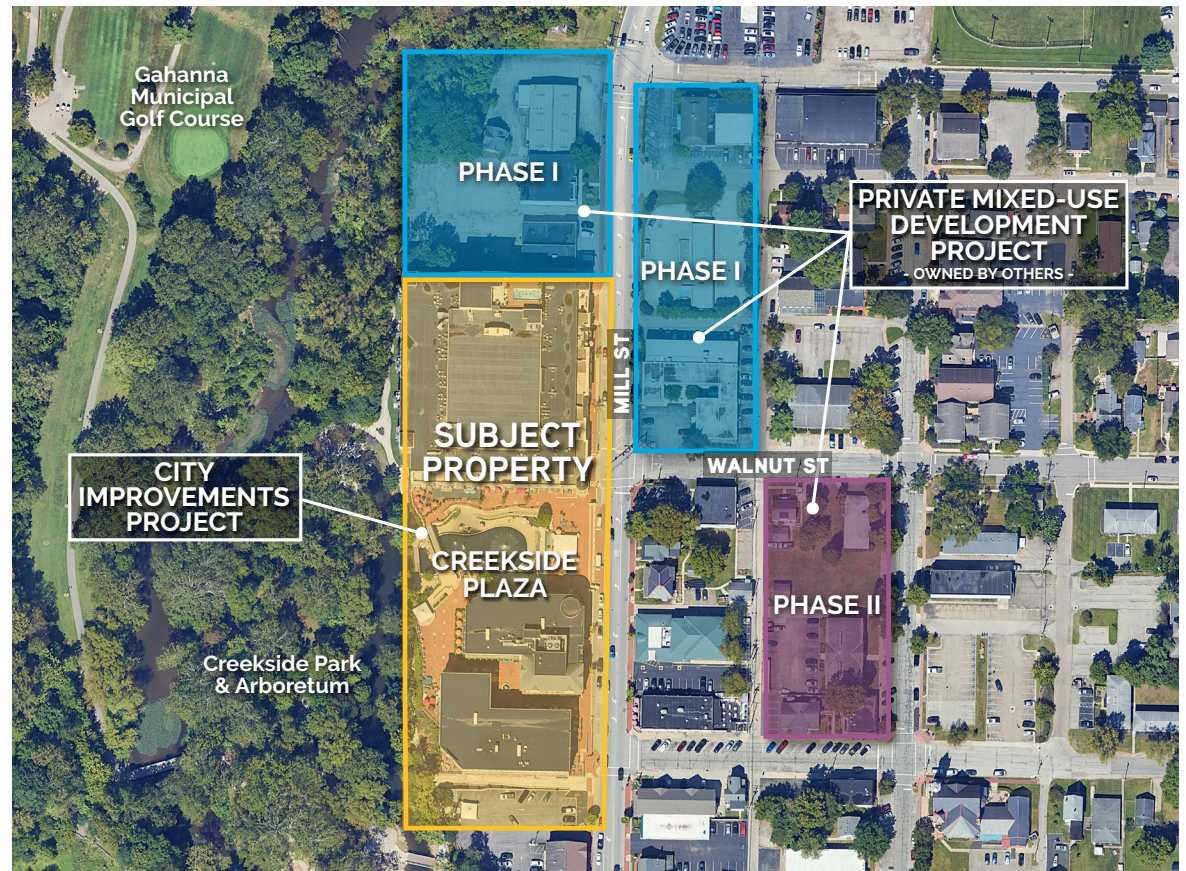 Gahanna
Municipal
Golf Course
PHASE I
PHASE I
PRIVATE MIXED-USE
DEVELOPMENT
PROJECT
- OWNED BY OTHERS -
MILL ST
SUBJECT
PROPERTY
WALNUT ST
CITY
IMPROVEMENTS
PROJECT
CREEKSIDE
PLAZA
PHASE II
Creekside Park
& Arboretum